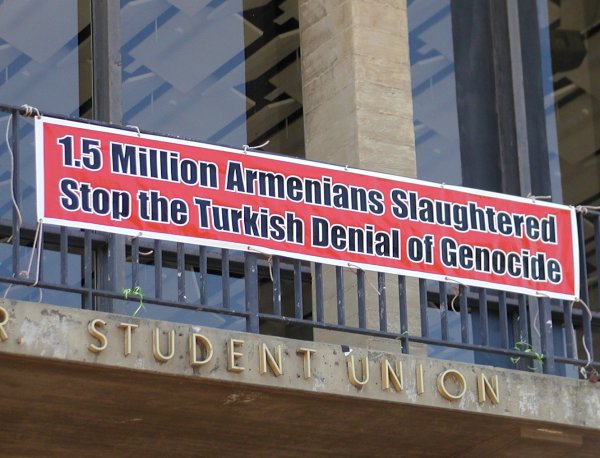 1.5 Million Armenians Slaughtered
Stop the Turkish Denial of Genocide
R. STUDENT UNION